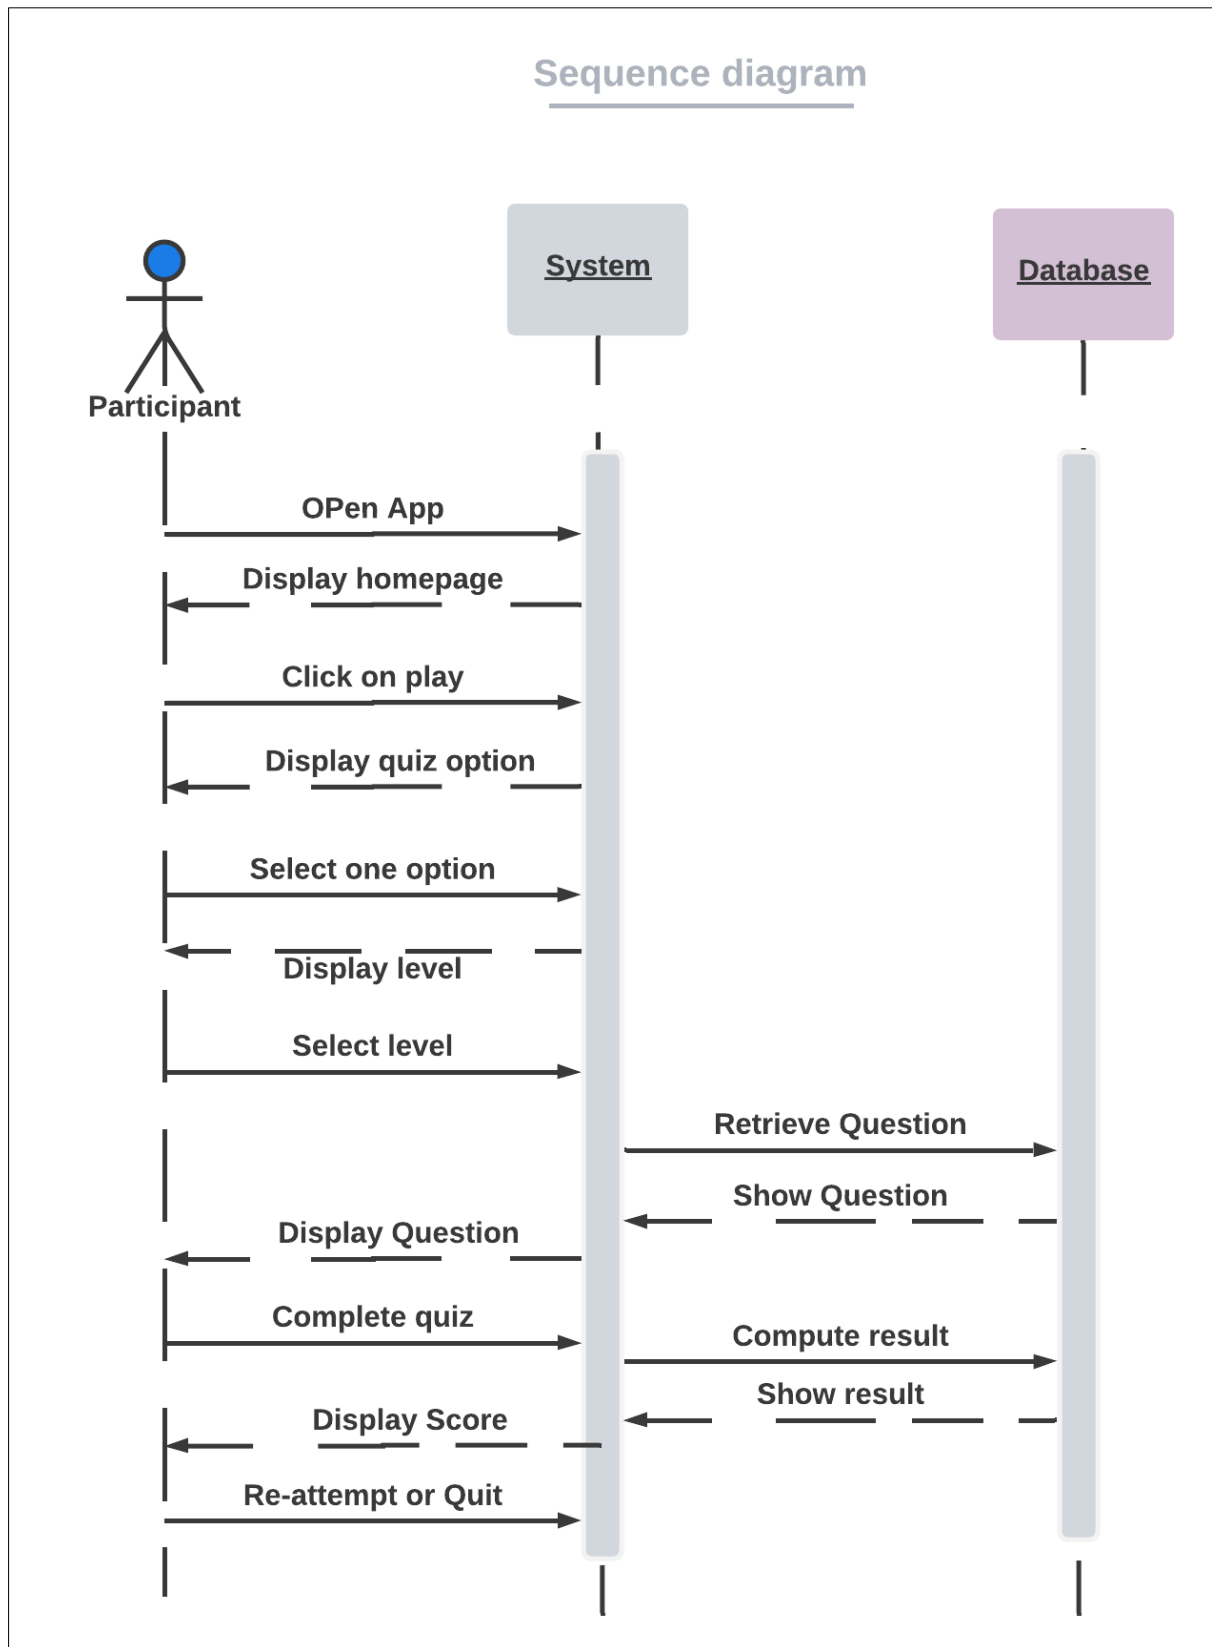 Sequence diagram
System
Database
Participant
OPen App
Display homepage
Click on play
Display quiz option
Select one option
Display level
Select level
Retrieve Question
Show Question
Display Question
Complete quiz
Compute result
Show result
Display Score
Re-attempt or Quit